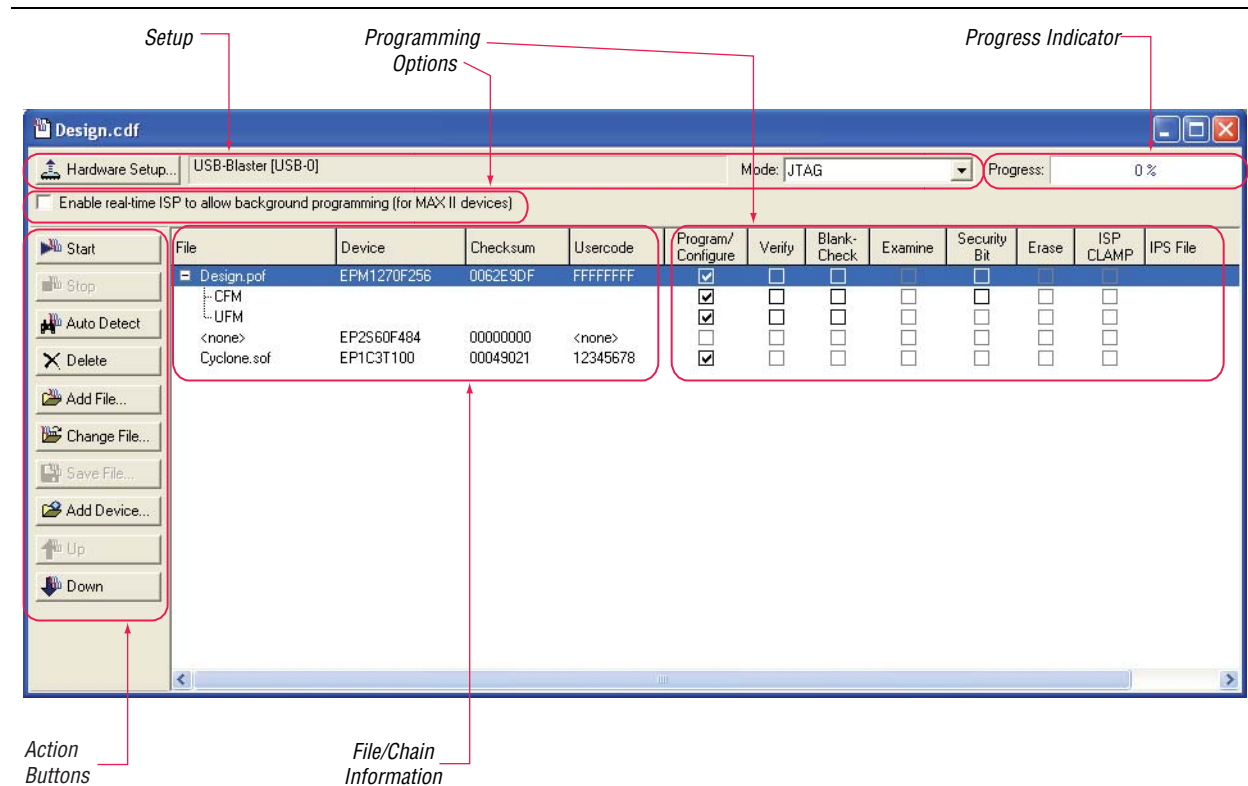 Setup
Programming
Options
Progress Indicator
Design.cdf
Hardware Setup... USB-Blaster [USB-0] Mode: JTAG Progress: 0 %
Enable real-time ISP to allow background programming (for MAX II devices)
Start
Stop
Auto Detect
Delete
Add File...
Change File...
Save File...
Add Device...
Up
Down
File Device Checksum Usercode Program/ Configure Verify Blank- Check Examine Security Bit Erase ISP CLAMP IPS File
Design.pof EPM1270F256 0062E9DF FFFFFFFF
CFM
UFM
<none> EP2S60F484 00000000 <none>
Cyclone.sof EP1C3T100 00049021 12345678
Action
Buttons
File/Chain
Information